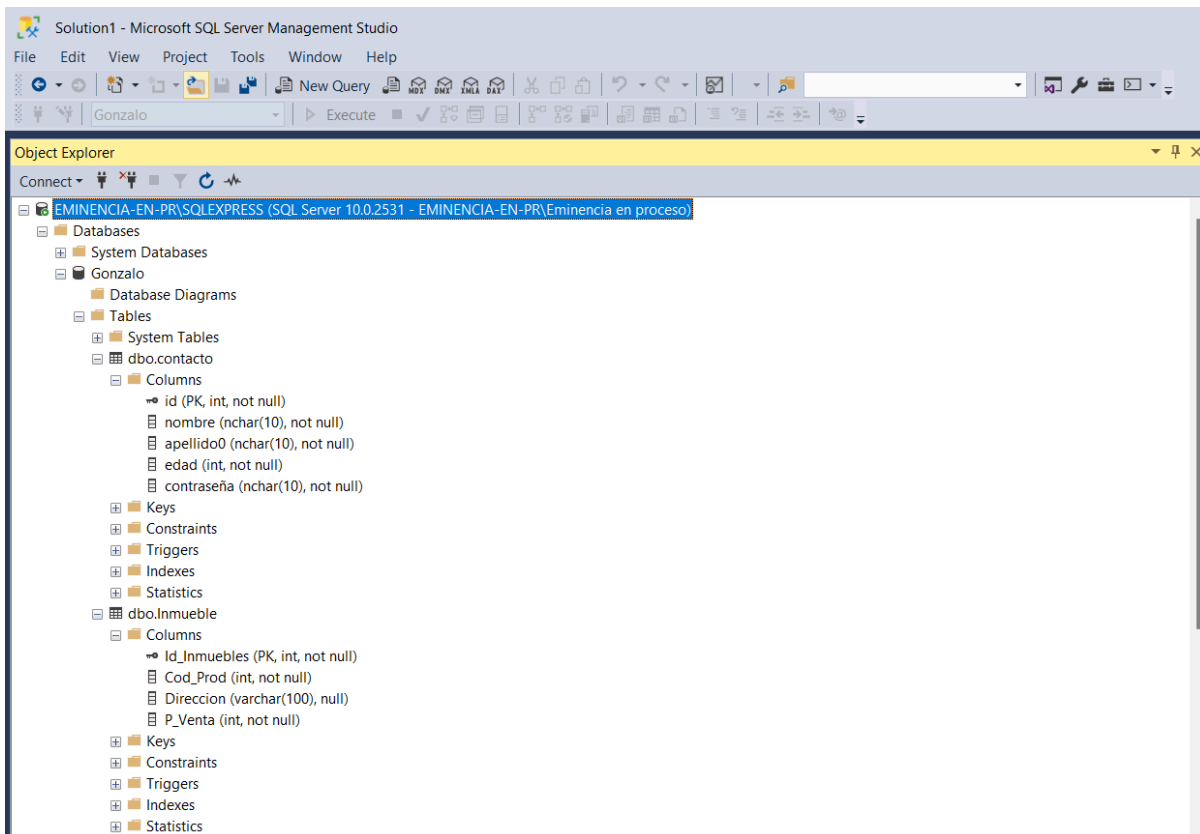 Solution1 - Microsoft SQL Server Management Studio
File Edit View Project Tools Window Help
New Query MDX DMX XMLA DAX
Gonzalo Execute
Object Explorer
Connect
EMINENCIA-EN-PR\SQLEXPRESS (SQL Server 10.0.2531 - EMINENCIA-EN-PR\Eminencia en proceso)
Databases
System Databases
Gonzalo
Database Diagrams
Tables
System Tables
dbo.contacto
Columns
id (PK, int, not null)
nombre (nchar(10), not null)
apellido0 (nchar(10), not null)
edad (int, not null)
contraseña (nchar(10), not null)
Keys
Constraints
Triggers
Indexes
Statistics
dbo.Inmueble
Columns
Id_Inmuebles (PK, int, not null)
Cod_Prod (int, not null)
Direccion (varchar(100), null)
P_Venta (int, not null)
Keys
Constraints
Triggers
Indexes
Statistics